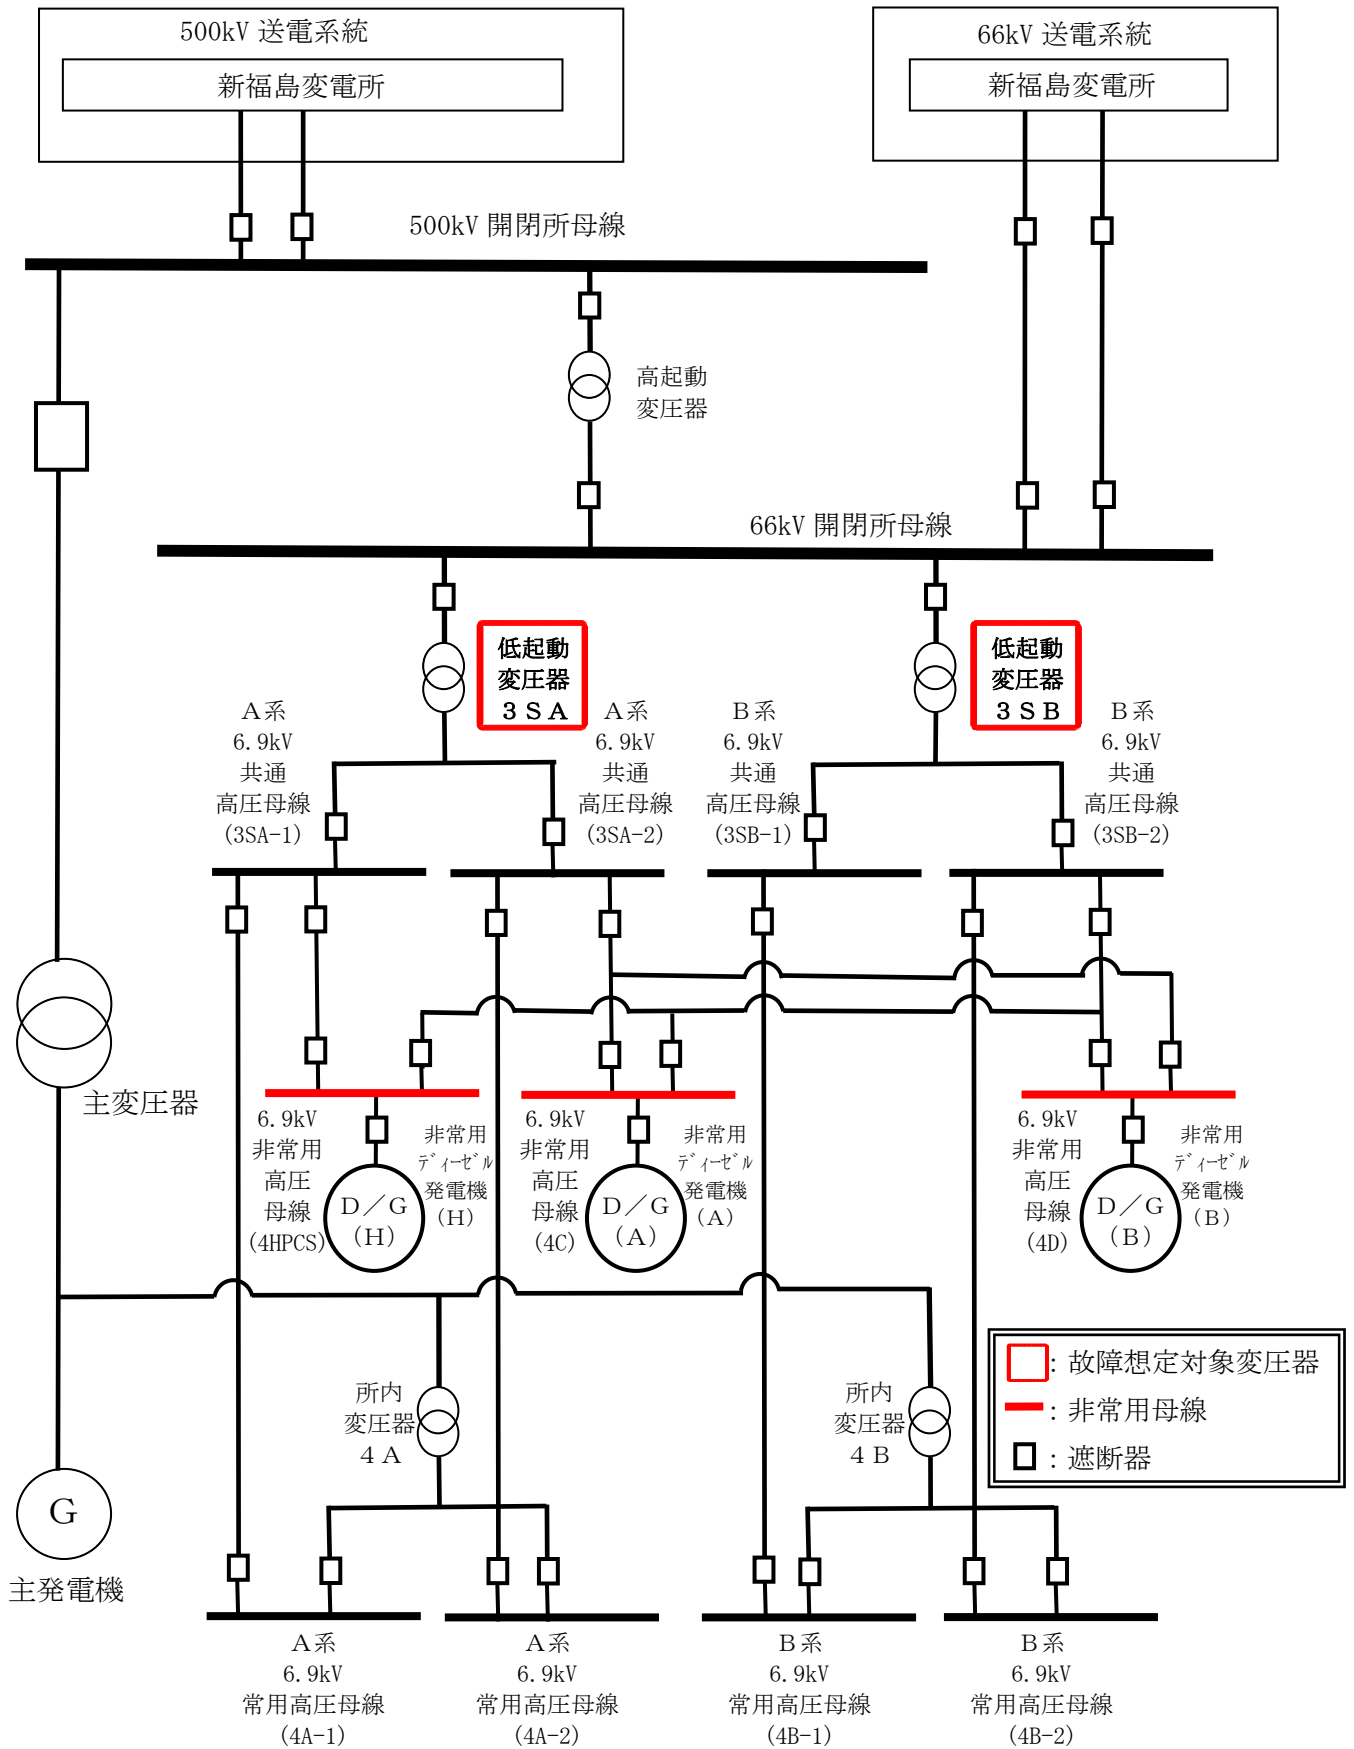 500kV 送電系統
新福島変電所
66kV 送電系統
新福島変電所
500kV 開閉所母線
高起動
変圧器
66kV 開閉所母線
低起動
変圧器
3SA
低起動
変圧器
3SB
A系
6.9kV
共通
高圧母線
(3SA-1)
A系
6.9kV
共通
高圧母線
(3SA-2)
B系
6.9kV
共通
高圧母線
(3SB-1)
B系
6.9kV
共通
高圧母線
(3SB-2)
主変圧器
6.9kV
非常用
高圧
母線
(4HPCS)
D/G
(H)
非常用
ディーゼル
発電機
(H)
6.9kV
非常用
高圧
母線
(4C)
D/G
(A)
非常用
ディーゼル
発電機
(A)
6.9kV
非常用
高圧
母線
(4D)
D/G
(B)
非常用
ディーゼル
発電機
(B)
所内
変圧器
4A
所内
変圧器
4B
:故障想定対象変圧器
:非常用母線
:遮断器
G
主発電機
A系
6.9kV
常用高圧母線
(4A-1)
A系
6.9kV
常用高圧母線
(4A-2)
B系
6.9kV
常用高圧母線
(4B-1)
B系
6.9kV
常用高圧母線
(4B-2)